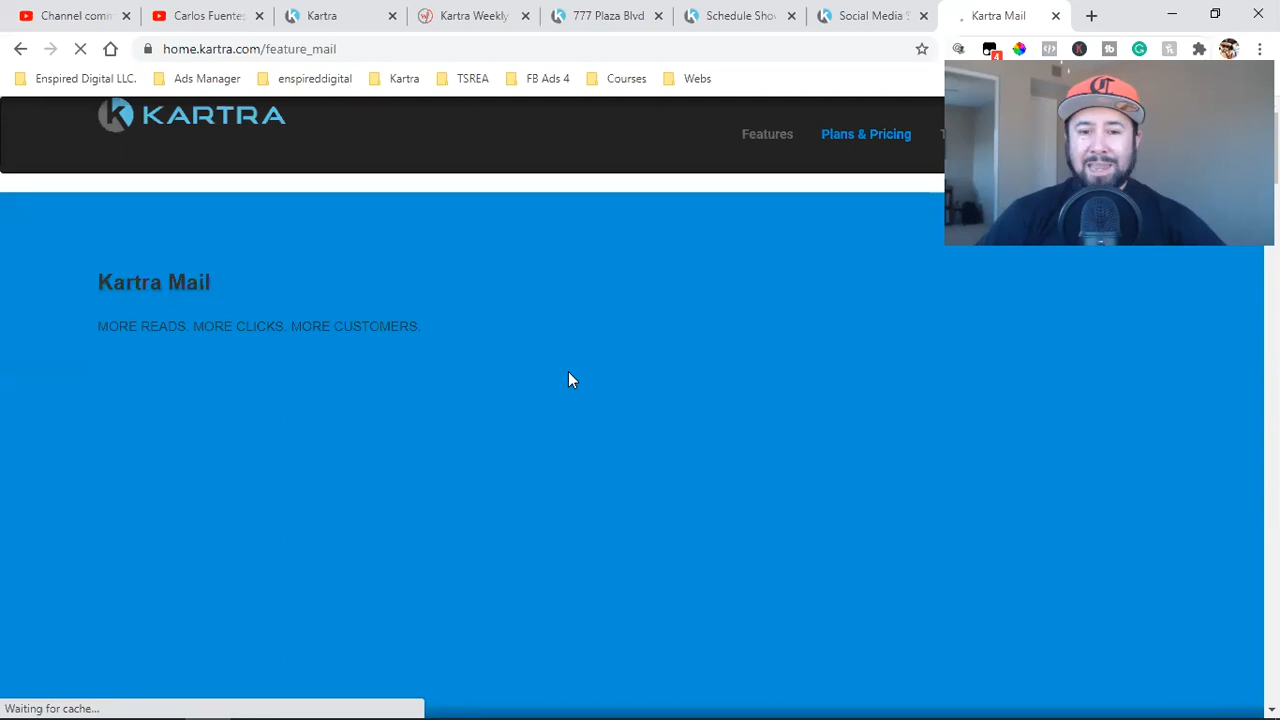 Channel comm
Carlos Fuente
Kartra
Kartra Weekly
777 Plaza Blvd
Schedule Sho
Social Media S
Kartra Mail
home.kartra.com/feature_mail
4
Enspired Digital LLC.
Ads Manager
enspireddigital
Kartra
TSREA
FB Ads 4
Courses
Webs
KARTRA
Features
Plans & Pricing
C
Kartra Mail
MORE READS. MORE CLICKS. MORE CUSTOMERS.
Waiting for cache...